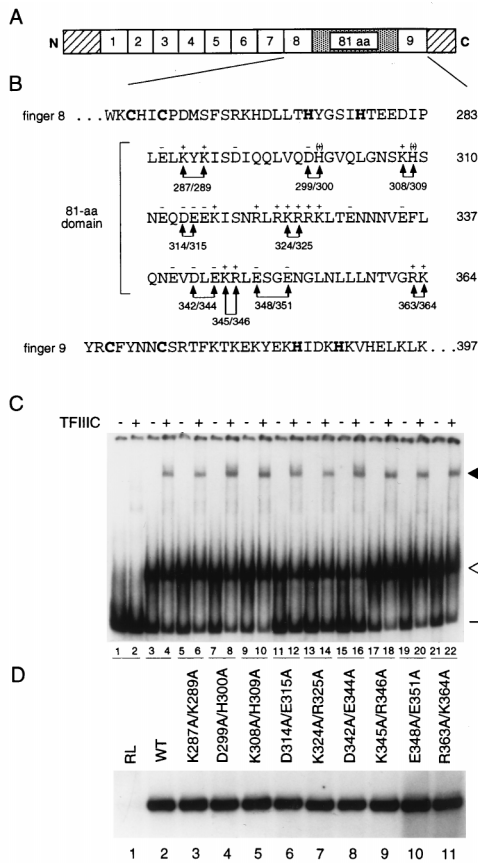 A
N 1 2 3 4 5 6 7 8 81 aa 9 C
B
finger 8 ...WKCHICPDMSFSRKHDLLTHYGSIHTEEDIP 283
LELKYKISDIQQLVQDHGVQLGNSKHS 310
287/289 299/300 308/309
81-aa domain
NEQDEEKISNRLRKRRKLTENNNVEFL 337
314/315 324/325
QNEVDLEKRLESGENGLNLLLNTVGRK 364
342/344 348/351 363/364
345/346
finger 9 YRCFYNNCSRTFKTKEKYEKHIDKHKVHELKLK... 397
C
TFIIIC - + - + - + - + - + - + - + - + - + - + - +
1 2 3 4 5 6 7 8 9 10 11 12 13 14 15 16 17 18 19 20 21 22
D
RL
WT
K287A/K289A
D299A/H300A
K308A/H309A
D314A/E315A
K324A/R325A
D342A/E344A
K345A/R346A
E348A/E351A
R363A/K364A
1 2 3 4 5 6 7 8 9 10 11